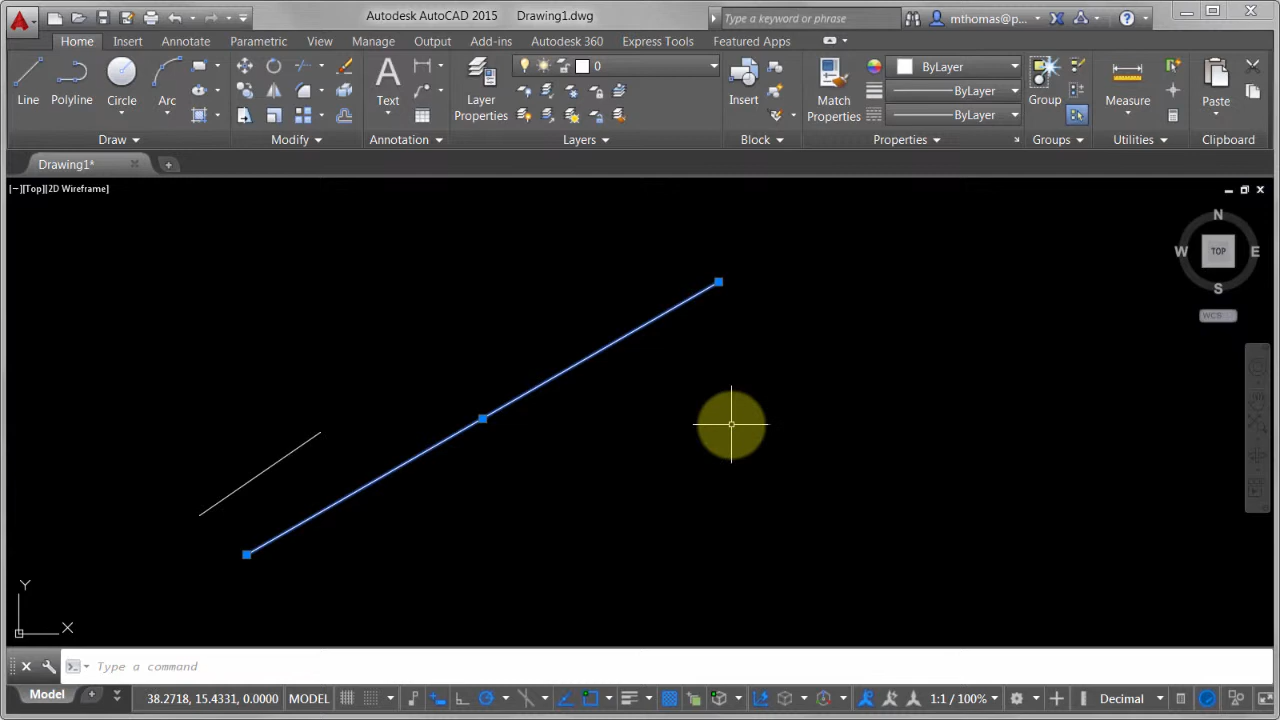 Autodesk AutoCAD 2015 Drawing1.dwg Type a keyword or phrase mthomas@p...
Home Insert Annotate Parametric View Manage Output Add-ins Autodesk 360 Express Tools Featured Apps
0 ByLayer
ByLayer
Line Polyline Circle Arc Text Layer Properties Insert Match Properties ByLayer Group Measure Paste
Draw Modify Annotation Layers Block Properties Groups Utilities Clipboard
Drawing1*
[−][Top][2D Wireframe]
N
W TOP E
S
WCS
Y
X
Type a command
Model 38.2718, 15.4331, 0.0000 MODEL 1:1 / 100% Decimal